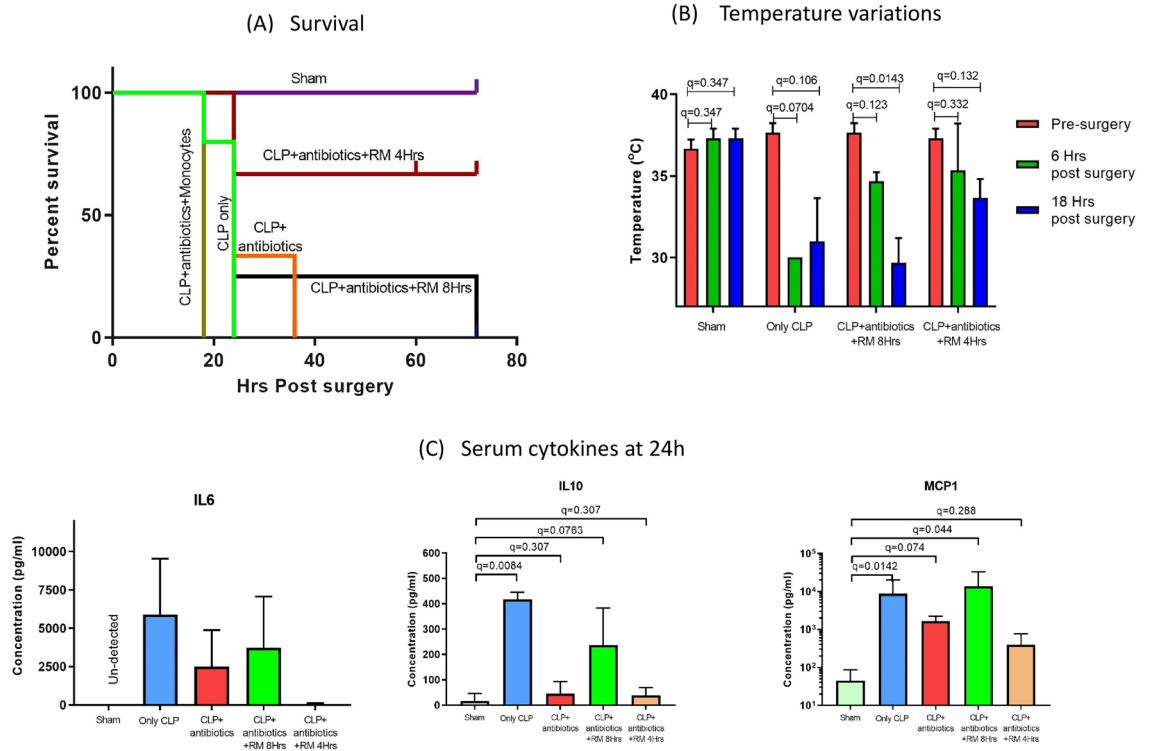 (A) Survival
Percent survival
100
50
0
0
20
40
60
80
Hrs Post surgery
Sham
CLP+antibiotics+RM 4Hrs
CLP+antibiotics+Monocytes
CLP only
CLP+
antibiotics
CLP+antibiotics+RM 8Hrs
(B) Temperature variations
Temperature (°C)
40
35
30
q=0.347
q=0.347
q=0.106
q=0.0704
q=0.0143
q=0.123
q=0.132
q=0.332
Sham
Only CLP
CLP+antibiotics
+RM 8Hrs
CLP+antibiotics
+RM 4Hrs
Pre-surgery
6 Hrs
post surgery
18 Hrs
post surgery
(C) Serum cytokines at 24h
IL6
Concentration (pg/ml)
10000
7500
5000
2500
0
Un-detected
Sham
Only CLP
CLP+
antibiotics
CLP+
antibiotics
+RM 8Hrs
CLP+
antibiotics
+RM 4Hrs
IL10
q=0.307
q=0.0763
q=0.307
q=0.0084
Concentration (pg/ml)
600
500
400
300
200
100
0
Sham
Only CLP
CLP+
antibiotics
CLP+
antibiotics
+RM 8Hrs
CLP+
antibiotics
+RM 4Hrs
MCP1
q=0.288
q=0.044
q=0.074
q=0.0142
Concentration (pg/ml)
10⁵
10⁴
10³
10²
10¹
Sham
Only CLP
CLP+
antibiotics
CLP+
antibiotics
+RM 8Hrs
CLP+
antibiotics
+RM 4Hrs